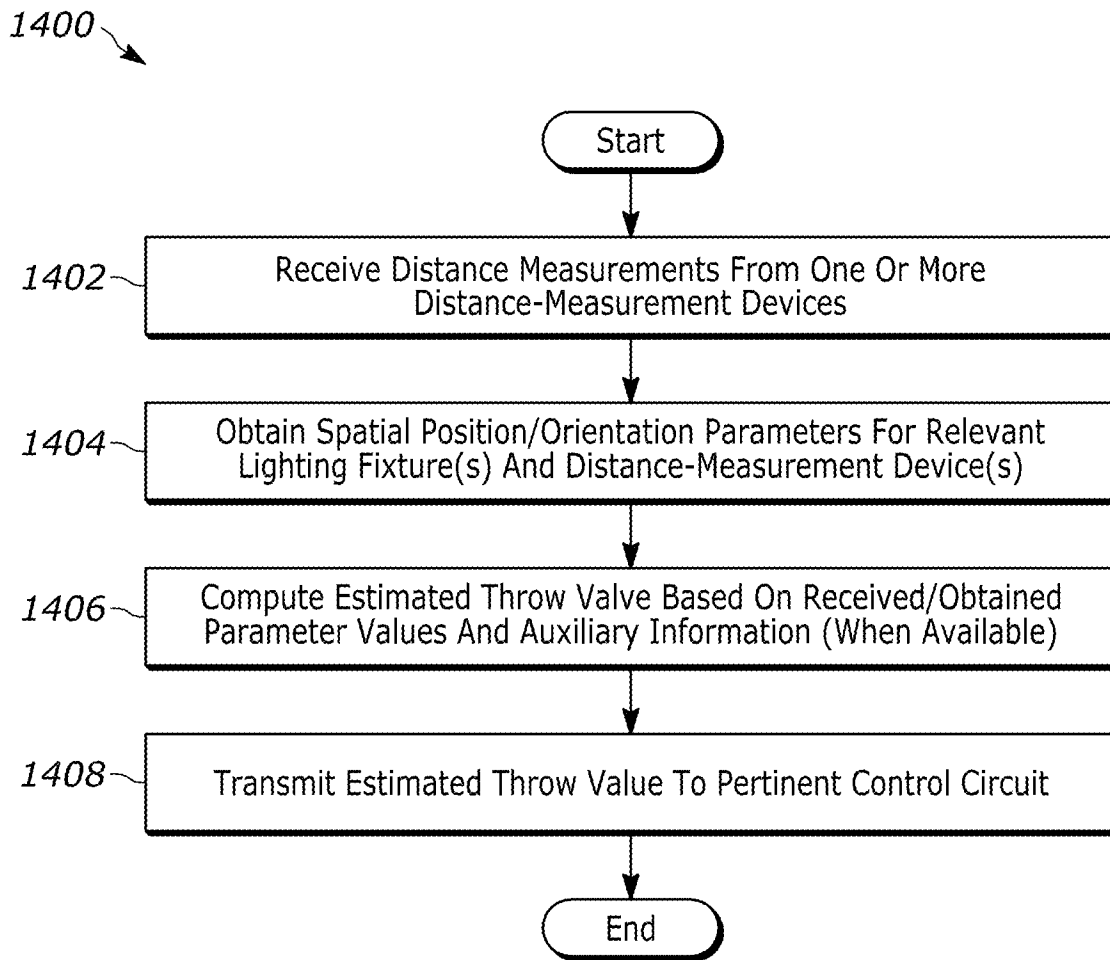 1400
Start
1402
Receive Distance Measurements From One Or More
Distance-Measurement Devices
1404
Obtain Spatial Position/Orientation Parameters For Relevant
Lighting Fixture(s) And Distance-Measurement Device(s)
1406
Compute Estimated Throw Valve Based On Received/Obtained
Parameter Values And Auxiliary Information (When Available)
1408
Transmit Estimated Throw Value To Pertinent Control Circuit
End